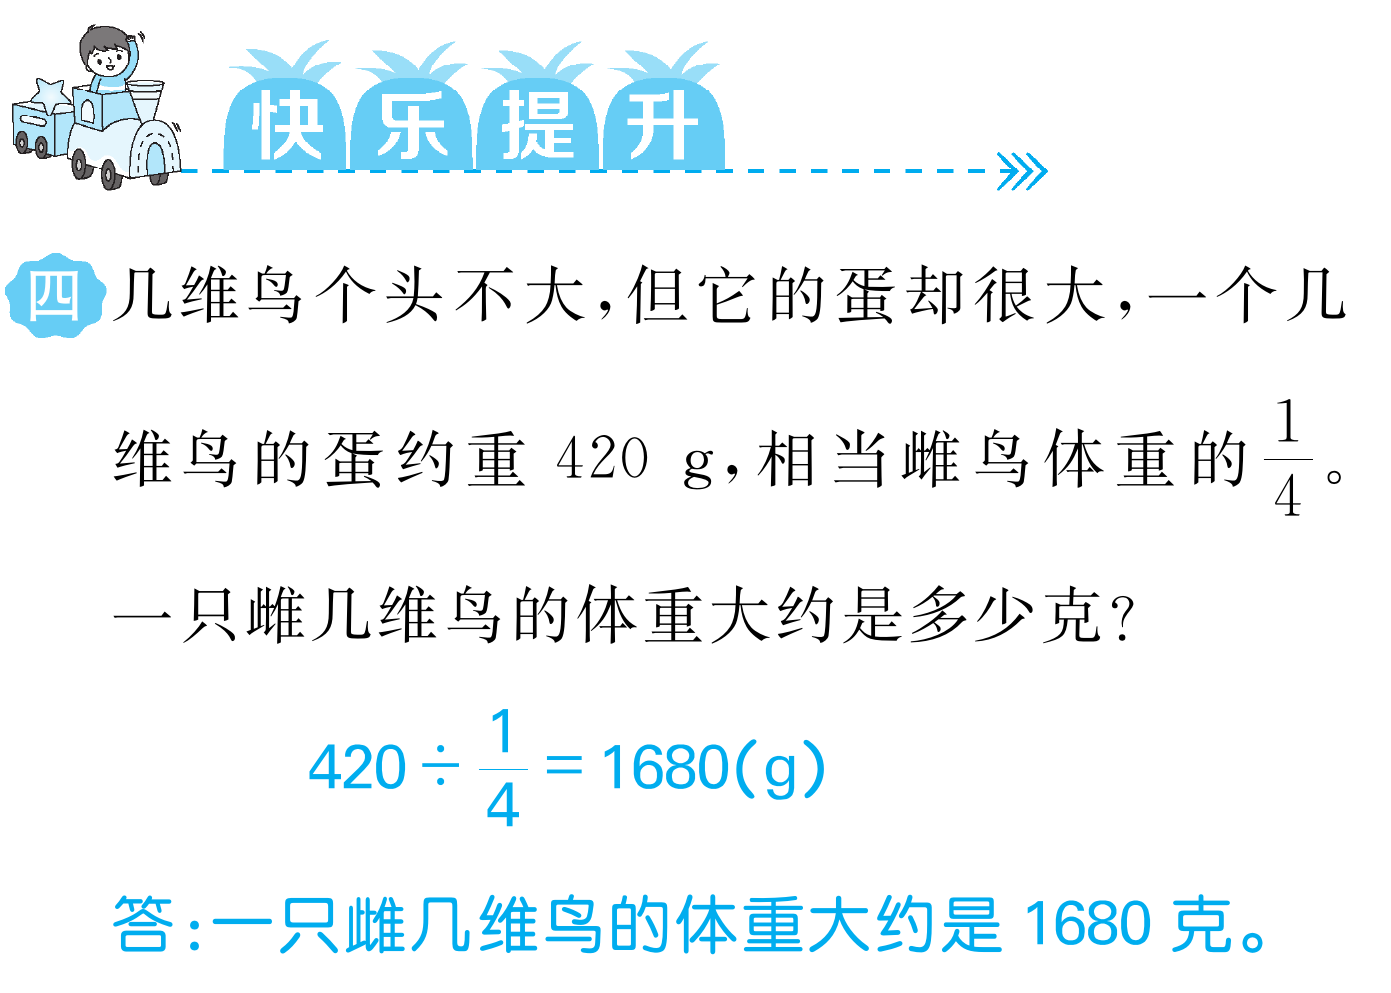 快乐提升
四 几维鸟个头不大,但它的蛋却很大,一个几
维鸟的蛋约重 420 g,相当雌鸟体重的1/4。
一只雌几维鸟的体重大约是多少克?
420÷1/4=1680(g)
答:一只雌几维鸟的体重大约是 1680 克。